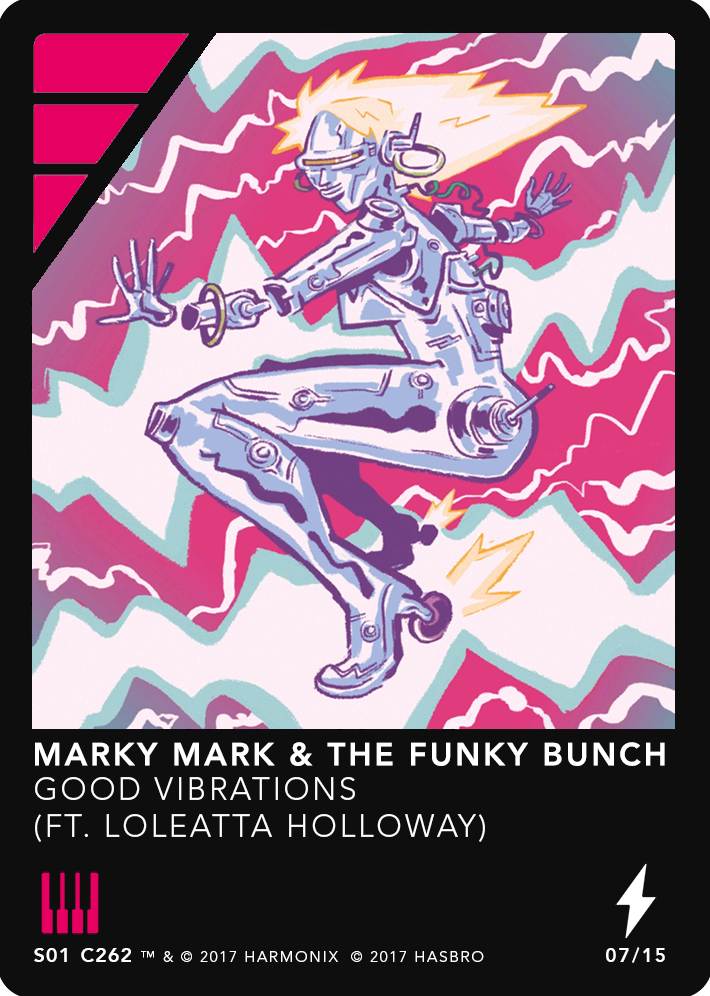 MARKY MARK & THE FUNKY BUNCH
GOOD VIBRATIONS
(FT. LOLEATTA HOLLOWAY)
S01 C262 ™ & © 2017 HARMONIX © 2017 HASBRO 07/15